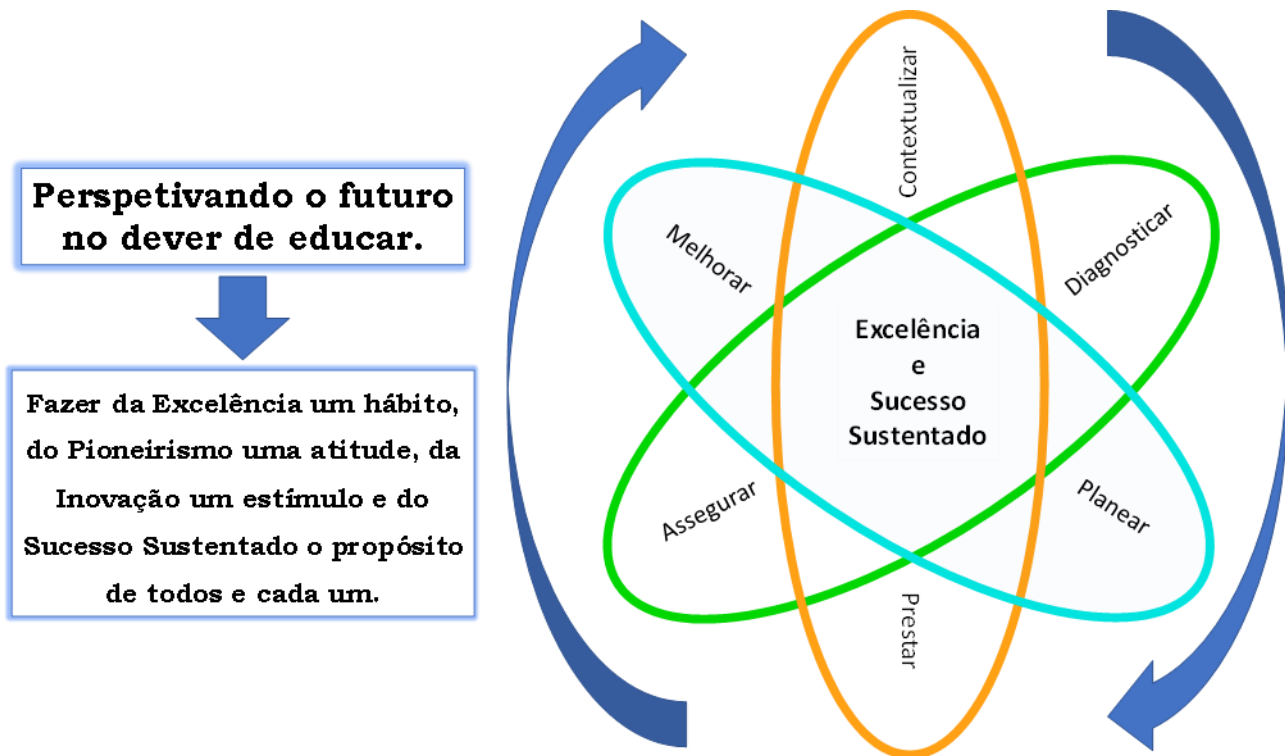 Perspetivando o futuro
no dever de educar.
Fazer da Excelência um hábito,
do Pioneirismo uma atitude, da
Inovação um estímulo e do
Sucesso Sustentado o propósito
de todos e cada um.
Contextualizar
Diagnosticar
Planear
Prestar
Assegurar
Melhorar
Excelência
e
Sucesso
Sustentado